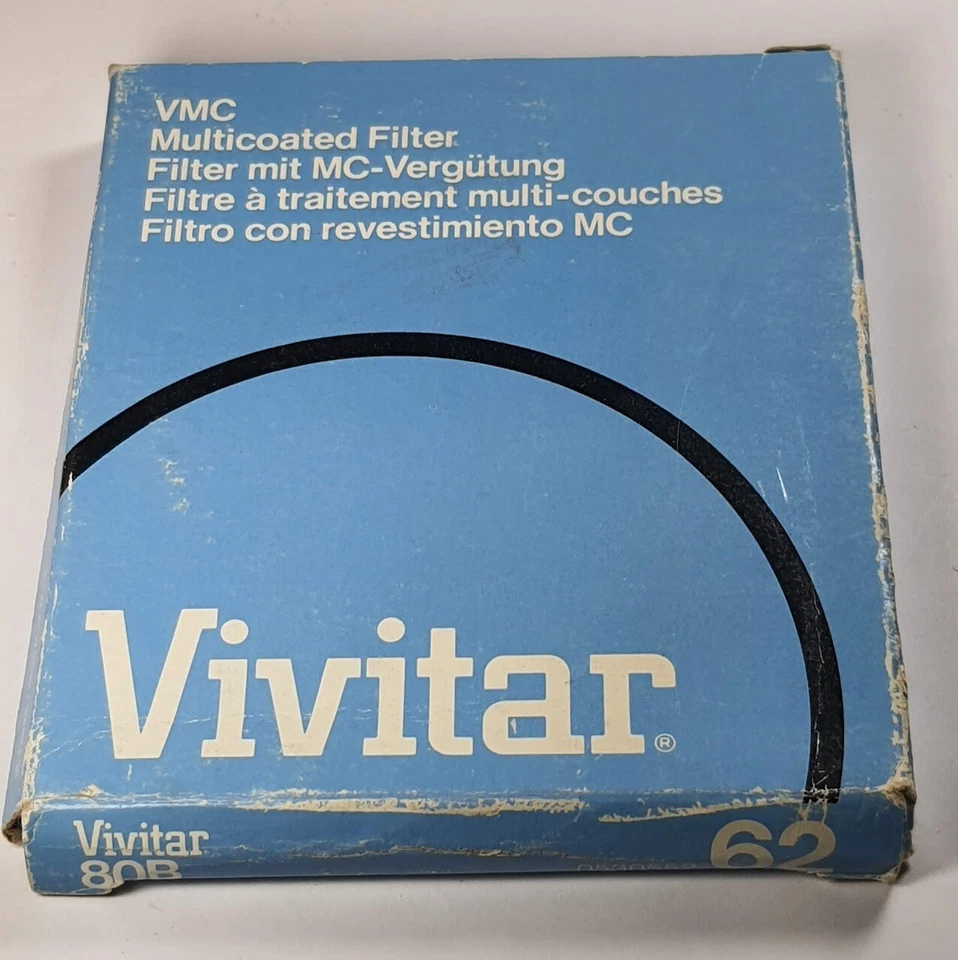 VMC
Multicoated Filter
Filter mit MC-Vergütung
Filtre à traitement multi-couches
Filtro con revestimiento MC
Vivitar®
Vivitar
80B
62